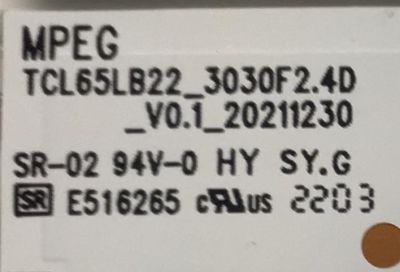 MPEG
TCL65LB22_3030F2.4D
_V0.1_20211230
SR-02 94V-0 HY SY.G
SR E516265 cRUus 2203